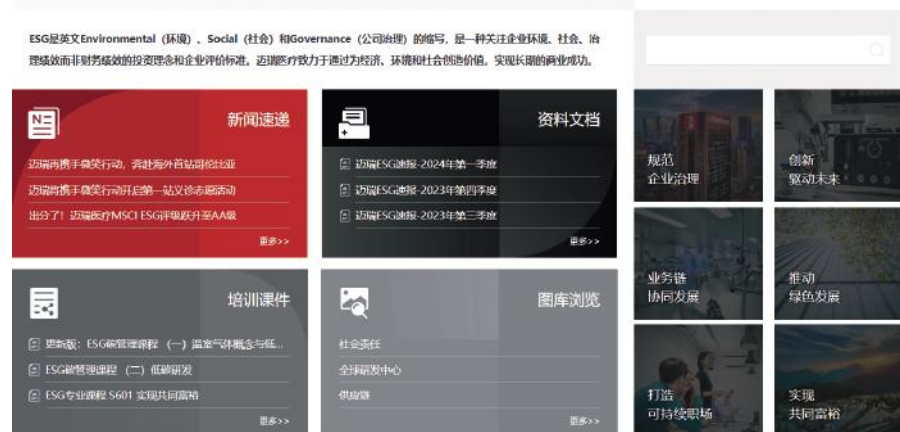 ESG是英文Environmental（环境）、Social（社会）和Governance（公司治理）的缩写，是一种关注企业环境、社会、治
理绩效而非财务绩效的投资理念和企业评价标准。迈瑞医疗致力于通过为经济、环境和社会创造价值，实现长期的商业成功。
新闻速递
迈瑞再携手微笑行动，奔赴海外首站哥伦比亚
迈瑞将携手微笑行动开启第一站义诊志愿活动
出分了！迈瑞医疗MSCI ESG评级跃升至AA级
更多>>
资料文档
迈瑞ESG速报-2024年第一季度
迈瑞ESG速报-2023年第四季度
迈瑞ESG速报-2023年第三季度
更多>>
培训课件
更新版：ESG碳管理课程 （一）温室气体概念与低...
ESG碳管理课程 （二）低碳研发
ESG专业课程 S601 实现共同富裕
更多>>
图库浏览
社会责任
全球研发中心
供应链
更多>>
规范
企业治理
创新
驱动未来
业务链
协同发展
推动
绿色发展
打造
可持续职场
实现
共同富裕